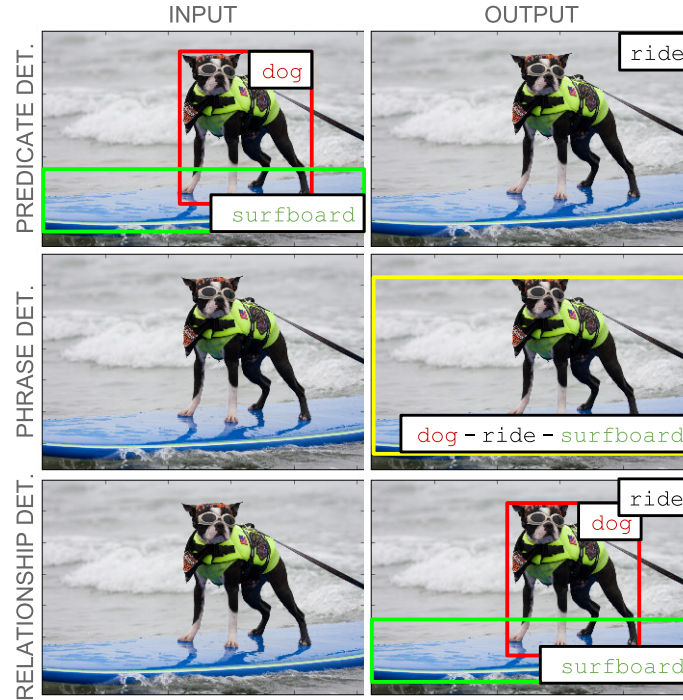 INPUT
OUTPUT
PREDICATE DET.
dog
surfboard
ride
PHRASE DET.
dog - ride - surfboard
RELATIONSHIP DET.
ride
dog
surfboard